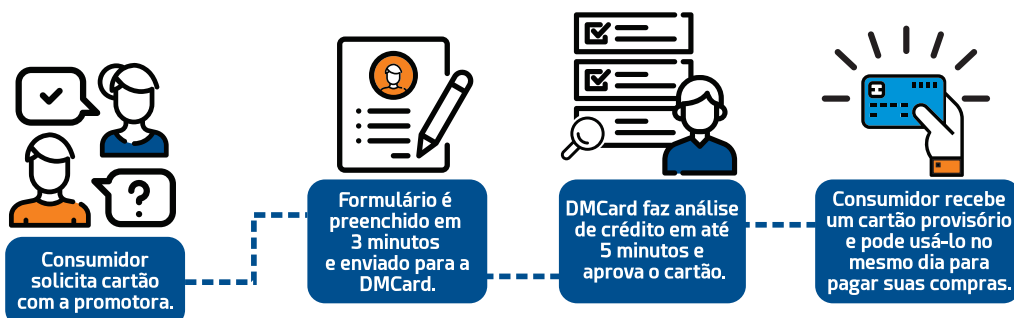 Consumidor
solicita cartão
com a promotora.
Formulário é
preenchido em
3 minutos
e enviado para a
DMCard.
DMCard faz análise
de crédito em até
5 minutos e
aprova o cartão.
Consumidor recebe
um cartão provisório
e pode usá-lo no
mesmo dia para
pagar suas compras.